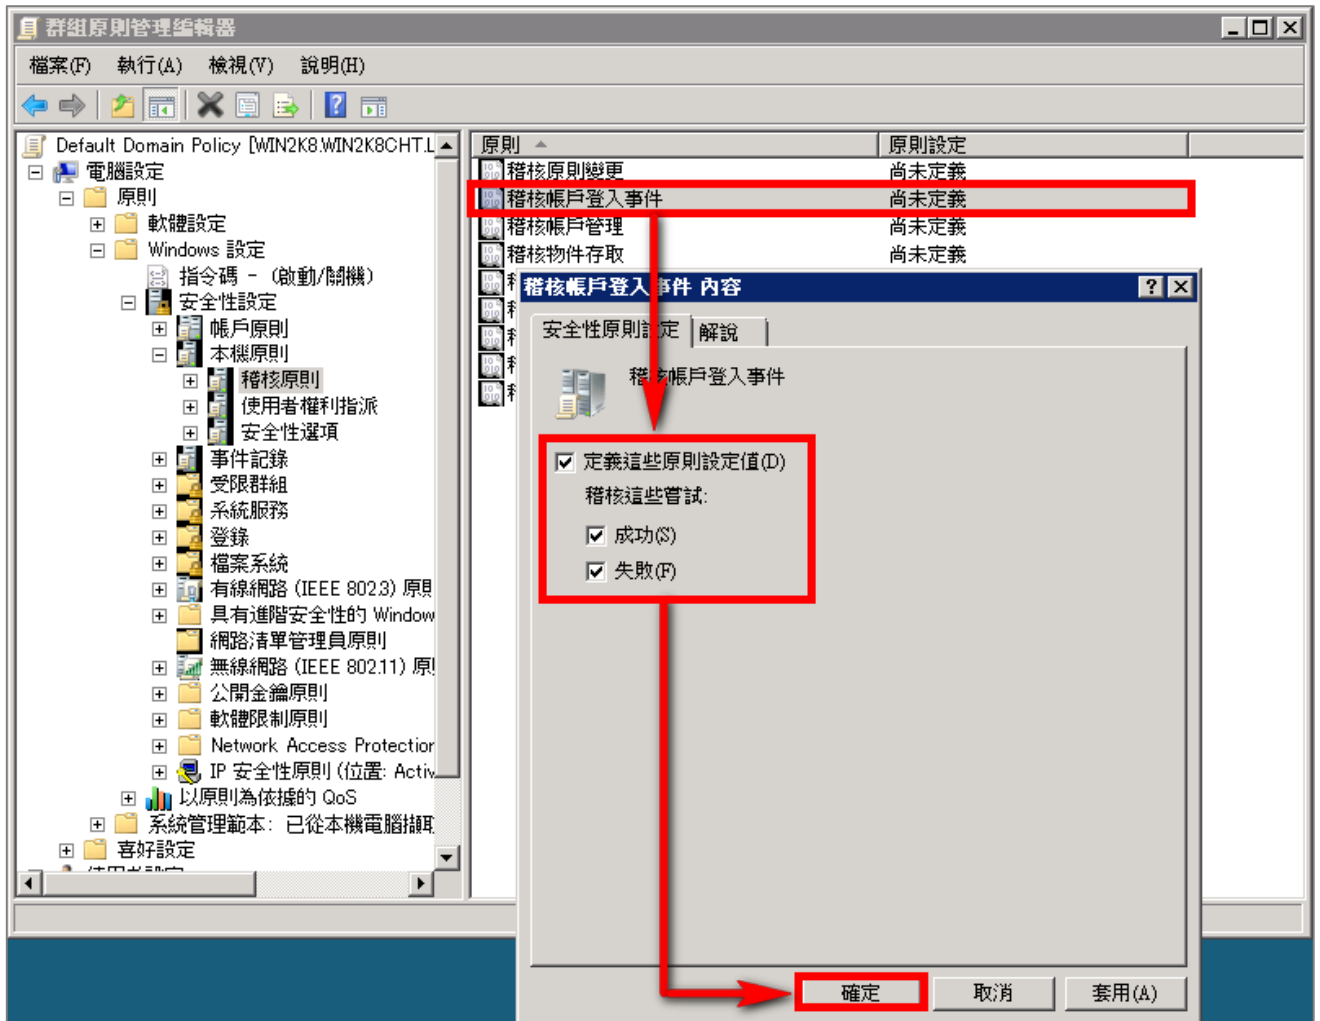 群組原則管理編輯器
檔案(F) 執行(A) 檢視(V) 說明(H)
Default Domain Policy [WIN2K8.WIN2K8CHT.L
電腦設定
原則
軟體設定
Windows 設定
指令碼 - (啟動/關機)
安全性設定
帳戶原則
本機原則
稽核原則
使用者權利指派
安全性選項
事件記錄
受限群組
系統服務
登錄
檔案系統
有線網路 (IEEE 802.3) 原則
具有進階安全性的 Window
網路清單管理員原則
無線網路 (IEEE 802.11) 原則
公開金鑰原則
軟體限制原則
Network Access Protection
IP 安全性原則 (位置: Activ
以原則為依據的 QoS
系統管理範本: 已從本機電腦擷取
喜好設定
使用者設定
原則 原則設定
稽核原則變更 尚未定義
稽核帳戶登入事件 尚未定義
稽核帳戶管理 尚未定義
稽核物件存取 尚未定義
稽核帳戶登入事件 內容
安全性原則設定 解說
稽核帳戶登入事件
定義這些原則設定值(D)
稽核這些嘗試:
成功(S)
失敗(F)
確定 取消 套用(A)